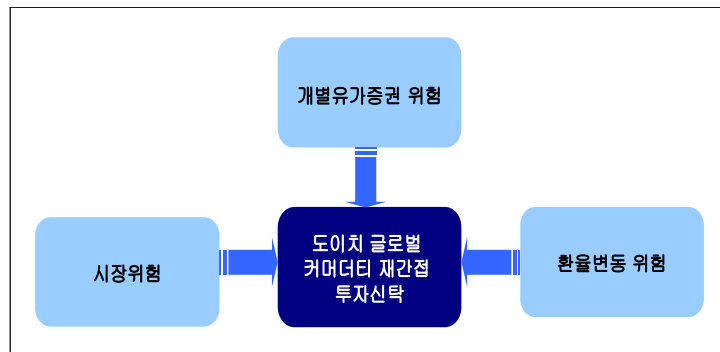 개별유가증권 위험
시장위험
도이치 글로벌
커머더티 재간접
투자신탁
환율변동 위험